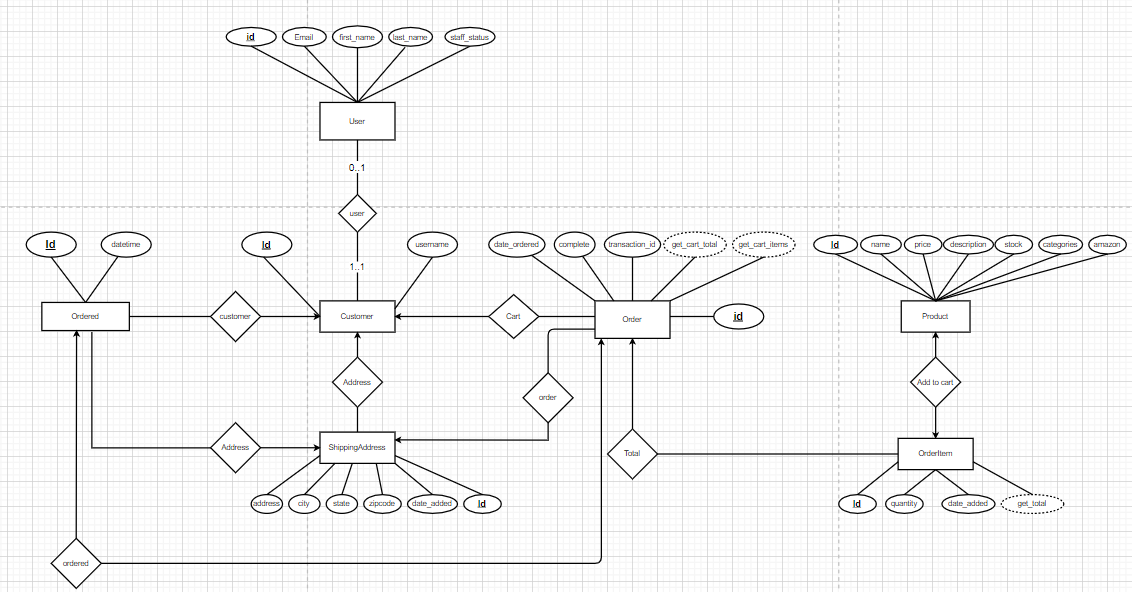 id
Email
first_name
last_name
staff_status
User
0..1
user
1..1
Id
datetime
Id
username
date_ordered
complete
transaction_id
get_cart_total
get_cart_items
Id
name
price
description
stock
categories
amazon
Ordered
customer
Customer
Cart
Order
id
Product
Address
order
Add to cart
Address
ShippingAddress
Total
OrderItem
address
city
state
zipcode
date_added
id
Id
quantity
date_added
get_total
ordered